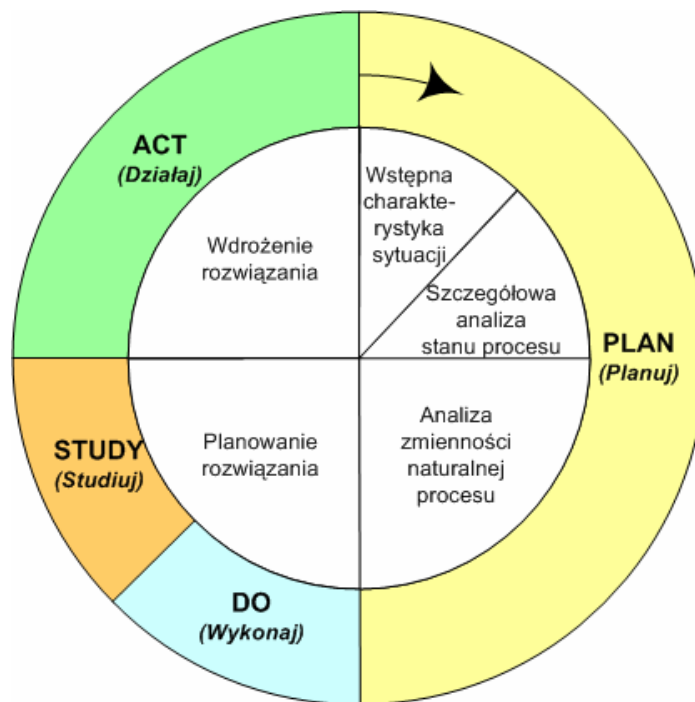 ACT
(Działaj)
Wstępna
charakte-
rystyka
sytuacji
Wdrożenie
rozwiązania
Szczegółowa
analiza
stanu procesu
PLAN
(Planuj)
STUDY
(Studiuj)
Planowanie
rozwiązania
Analiza
zmienności
naturalnej
procesu
DO
(Wykonaj)